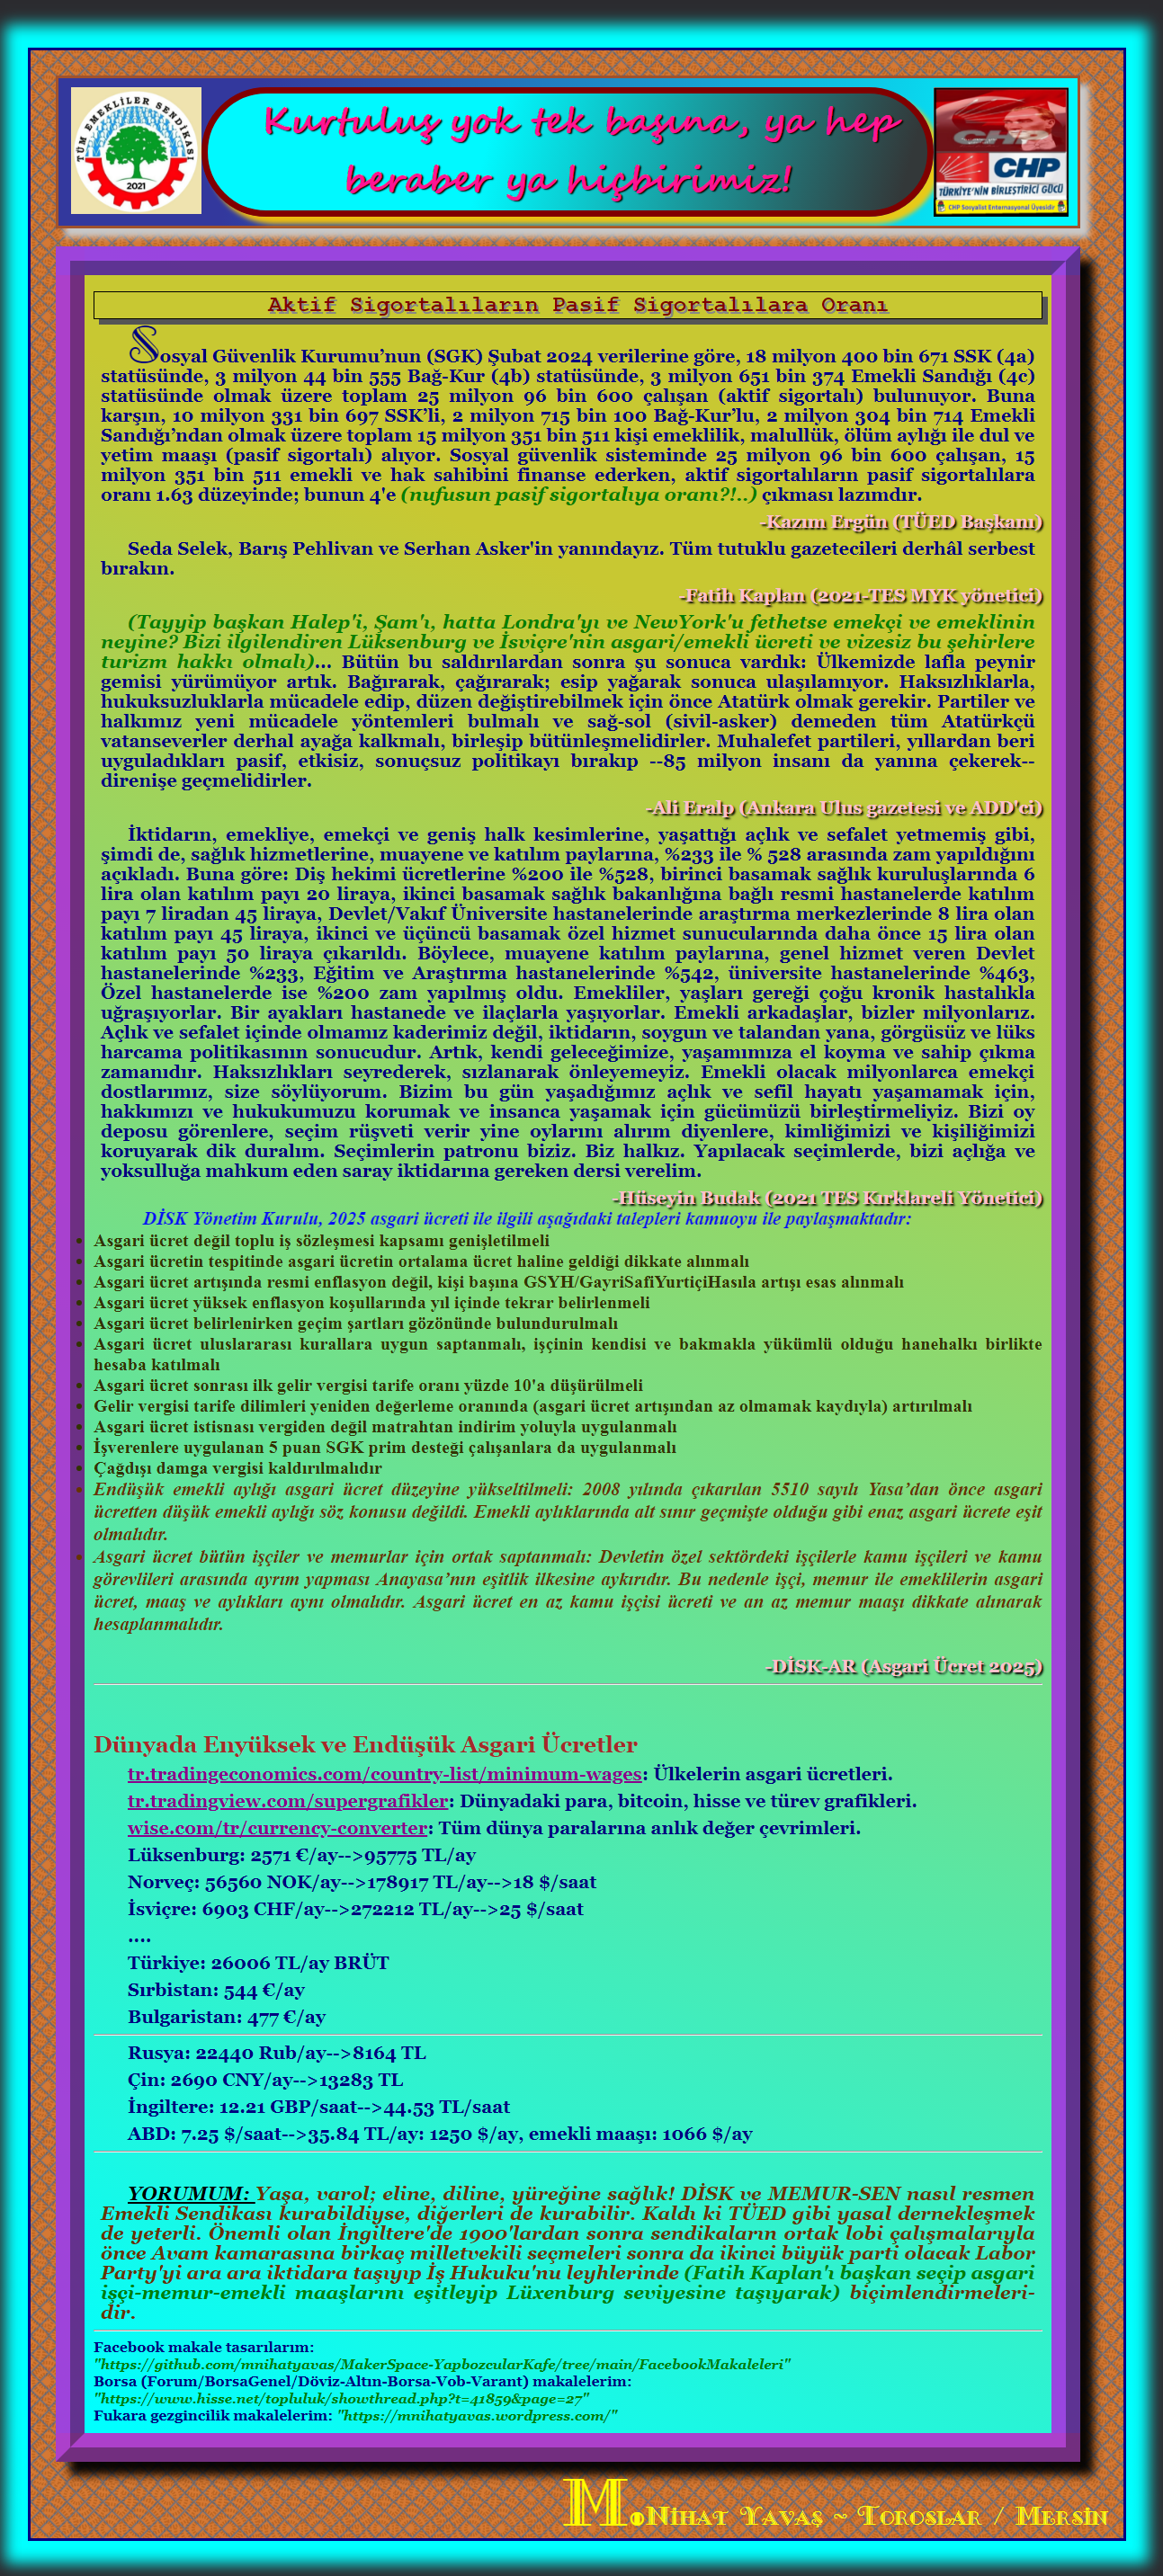 TÜM EMEKLİLER SENDİKASI
2021
Kurtuluş yok tek başına, ya hep
beraber ya hiçbirimiz!
CHP
CHP
TÜRKİYE'NİN BİRLEŞTİRİCİ GÜCÜ
CHP Sosyalist Enternasyonal Üyesidir
Aktif Sigortalıların Pasif Sigortalılara Oranı
Sosyal Güvenlik Kurumu’nun (SGK) Şubat 2024 verilerine göre, 18 milyon 400 bin 671 SSK (4a)
statüsünde, 3 milyon 44 bin 555 Bağ-Kur (4b) statüsünde, 3 milyon 651 bin 374 Emekli Sandığı (4c)
statüsünde olmak üzere toplam 25 milyon 96 bin 600 çalışan (aktif sigortalı) bulunuyor. Buna
karşın, 10 milyon 331 bin 697 SSK’li, 2 milyon 715 bin 100 Bağ-Kur’lu, 2 milyon 304 bin 714 Emekli
Sandığı’ndan olmak üzere toplam 15 milyon 351 bin 511 kişi emeklilik, malullük, ölüm aylığı ile dul ve
yetim maaşı (pasif sigortalı) alıyor. Sosyal güvenlik sisteminde 25 milyon 96 bin 600 çalışan, 15
milyon 351 bin 511 emekli ve hak sahibini finanse ederken, aktif sigortalıların pasif sigortalılara
oranı 1.63 düzeyinde; bunun 4'e (nufusun pasif sigortalıya oranı?!..) çıkması lazımdır.
-Kazım Ergün (TÜED Başkanı)
Seda Selek, Barış Pehlivan ve Serhan Asker'in yanındayız. Tüm tutuklu gazetecileri derhâl serbest
bırakın.
-Fatih Kaplan (2021-TES MYK yönetici)
(Tayyip başkan Halep'i, Şam'ı, hatta Londra'yı ve NewYork'u fethetse emekçi ve emeklinin
neyine? Bizi ilgilendiren Lüksenburg ve İsviçre'nin asgari/emekli ücreti ve vizesiz bu şehirlere
turizm hakkı olmalı)... Bütün bu saldırılardan sonra şu sonuca vardık: Ülkemizde lafla peynir
gemisi yürümüyor artık. Bağırarak, çağırarak; esip yağarak sonuca ulaşılamıyor. Haksızlıklarla,
hukuksuzluklarla mücadele edip, düzen değiştirebilmek için önce Atatürk olmak gerekir. Partiler ve
halkımız yeni mücadele yöntemleri bulmalı ve sağ-sol (sivil-asker) demeden tüm Atatürkçü
vatanseverler derhal ayağa kalkmalı, birleşip bütünleşmelidirler. Muhalefet partileri, yıllardan beri
uyguladıkları pasif, etkisiz, sonuçsuz politikayı bırakıp --85 milyon insanı da yanına çekerek--
direnişe geçmelidirler.
-Ali Eralp (Ankara Ulus gazetesi ve ADD'ci)
İktidarın, emekliye, emekçi ve geniş halk kesimlerine, yaşattığı açlık ve sefalet yetmemiş gibi,
şimdi de, sağlık hizmetlerine, muayene ve katılım paylarına, %233 ile % 528 arasında zam yapıldığını
açıkladı. Buna göre: Diş hekimi ücretlerine %200 ile %528, birinci basamak sağlık kuruluşlarında 6
lira olan katılım payı 20 liraya, ikinci basamak sağlık bakanlığına bağlı resmi hastanelerde katılım
payı 7 liradan 45 liraya, Devlet/Vakıf Üniversite hastanelerinde araştırma merkezlerinde 8 lira olan
katılım payı 45 liraya, ikinci ve üçüncü basamak özel hizmet sunucularında daha önce 15 lira olan
katılım payı 50 liraya çıkarıldı. Böylece, muayene katılım paylarına, genel hizmet veren Devlet
hastanelerinde %233, Eğitim ve Araştırma hastanelerinde %542, üniversite hastanelerinde %463,
Özel hastanelerde ise %200 zam yapılmış oldu. Emekliler, yaşları gereği çoğu kronik hastalıkla
uğraşıyorlar. Bir ayakları hastanede ve ilaçlarla yaşıyorlar. Emekli arkadaşlar, bizler milyonlarız.
Açlık ve sefalet içinde olmamız kaderimiz değil, iktidarın, soygun ve talandan yana, görgüsüz ve lüks
harcama politikasının sonucudur. Artık, kendi geleceğimize, yaşamımıza el koyma ve sahip çıkma
zamanıdır. Haksızlıkları seyrederek, sızlanarak önleyemeyiz. Emekli olacak milyonlarca emekçi
dostlarımız, size söylüyorum. Bizim bu gün yaşadığımız açlık ve sefil hayatı yaşamamak için,
hakkımızı ve hukukumuzu korumak ve insanca yaşamak için gücümüzü birleştirmeliyiz. Bizi oy
deposu görenlere, seçim rüşveti verir yine oylarını alırım diyenlere, kimliğimizi ve kişiliğimizi
koruyarak dik duralım. Seçimlerin patronu biziz. Biz halkız. Yapılacak seçimlerde, bizi açlığa ve
yoksulluğa mahkum eden saray iktidarına gereken dersi verelim.
-Hüseyin Budak (2021 TES Kırklareli Yönetici)
DİSK Yönetim Kurulu, 2025 asgari ücreti ile ilgili aşağıdaki talepleri kamuoyu ile paylaşmaktadır:
• Asgari ücret değil toplu iş sözleşmesi kapsamı genişletilmeli
• Asgari ücretin tespitinde asgari ücretin ortalama ücret haline geldiği dikkate alınmalı
• Asgari ücret artışında resmi enflasyon değil, kişi başına GSYH/GayriSafiYurtiçiHasıla artışı esas alınmalı
• Asgari ücret yüksek enflasyon koşullarında yıl içinde tekrar belirlenmeli
• Asgari ücret belirlenirken geçim şartları gözönünde bulundurulmalı
• Asgari ücret uluslararası kurallara uygun saptanmalı, işçinin kendisi ve bakmakla yükümlü olduğu hanehalkı birlikte
hesaba katılmalı
• Asgari ücret sonrası ilk gelir vergisi tarife oranı yüzde 10'a düşürülmeli
• Gelir vergisi tarife dilimleri yeniden değerleme oranında (asgari ücret artışından az olmamak kaydıyla) artırılmalı
• Asgari ücret istisnası vergiden değil matrahtan indirim yoluyla uygulanmalı
• İşverenlere uygulanan 5 puan SGK prim desteği çalışanlara da uygulanmalı
• Çağdışı damga vergisi kaldırılmalıdır
• Endüşük emekli aylığı asgari ücret düzeyine yükseltilmeli: 2008 yılında çıkarılan 5510 sayılı Yasa’dan önce asgari
ücretten düşük emekli aylığı söz konusu değildi. Emekli aylıklarında alt sınır geçmişte olduğu gibi enaz asgari ücrete eşit
olmalıdır.
• Asgari ücret bütün işçiler ve memurlar için ortak saptanmalı: Devletin özel sektördeki işçilerle kamu işçileri ve kamu
görevlileri arasında ayrım yapması Anayasa’nın eşitlik ilkesine aykırıdır. Bu nedenle işçi, memur ile emeklilerin asgari
ücret, maaş ve aylıkları aynı olmalıdır. Asgari ücret en az kamu işçisi ücreti ve an az memur maaşı dikkate alınarak
hesaplanmalıdır.
-DİSK-AR (Asgari Ücret 2025)
Dünyada Enyüksek ve Endüşük Asgari Ücretler
tr.tradingeconomics.com/country-list/minimum-wages: Ülkelerin asgari ücretleri.
tr.tradingview.com/supergrafikler: Dünyadaki para, bitcoin, hisse ve türev grafikleri.
wise.com/tr/currency-converter: Tüm dünya paralarına anlık değer çevrimleri.
Lüksenburg: 2571 €/ay-->95775 TL/ay
Norveç: 56560 NOK/ay-->178917 TL/ay-->18 $/saat
İsviçre: 6903 CHF/ay-->272212 TL/ay-->25 $/saat
....
Türkiye: 26006 TL/ay BRÜT
Sırbistan: 544 €/ay
Bulgaristan: 477 €/ay
Rusya: 22440 Rub/ay-->8164 TL
Çin: 2690 CNY/ay-->13283 TL
İngiltere: 12.21 GBP/saat-->44.53 TL/saat
ABD: 7.25 $/saat-->35.84 TL/ay: 1250 $/ay, emekli maaşı: 1066 $/ay
YORUMUM: Yaşa, varol; eline, diline, yüreğine sağlık! DİSK ve MEMUR-SEN nasıl resmen
Emekli Sendikası kurabildiyse, diğerleri de kurabilir. Kaldı ki TÜED gibi yasal dernekleşmek
de yeterli. Önemli olan İngiltere'de 1900'lardan sonra sendikaların ortak lobi çalışmalarıyla
önce Avam kamarasına birkaç milletvekili seçmeleri sonra da ikinci büyük parti olacak Labor
Party'yi ara ara iktidara taşıyıp İş Hukuku'nu leyhlerinde (Fatih Kaplan'ı başkan seçip asgari
işçi-memur-emekli maaşlarını eşitleyip Lüxenburg seviyesine taşıyarak) biçimlendirmeleri-
dir.
Facebook makale tasarılarım:
"https://github.com/mnihatyavas/MakerSpace-YapbozcularKafe/tree/main/FacebookMakaleleri"
Borsa (Forum/BorsaGenel/Döviz-Altın-Borsa-Vob-Varant) makalelerim:
"https://www.hisse.net/topluluk/showthread.php?t=41859&page=27"
Fukara gezgincilik makalelerim: "https://mnihatyavas.wordpress.com/"
M.Nihat Yavaş ~ Toroslar / Mersin